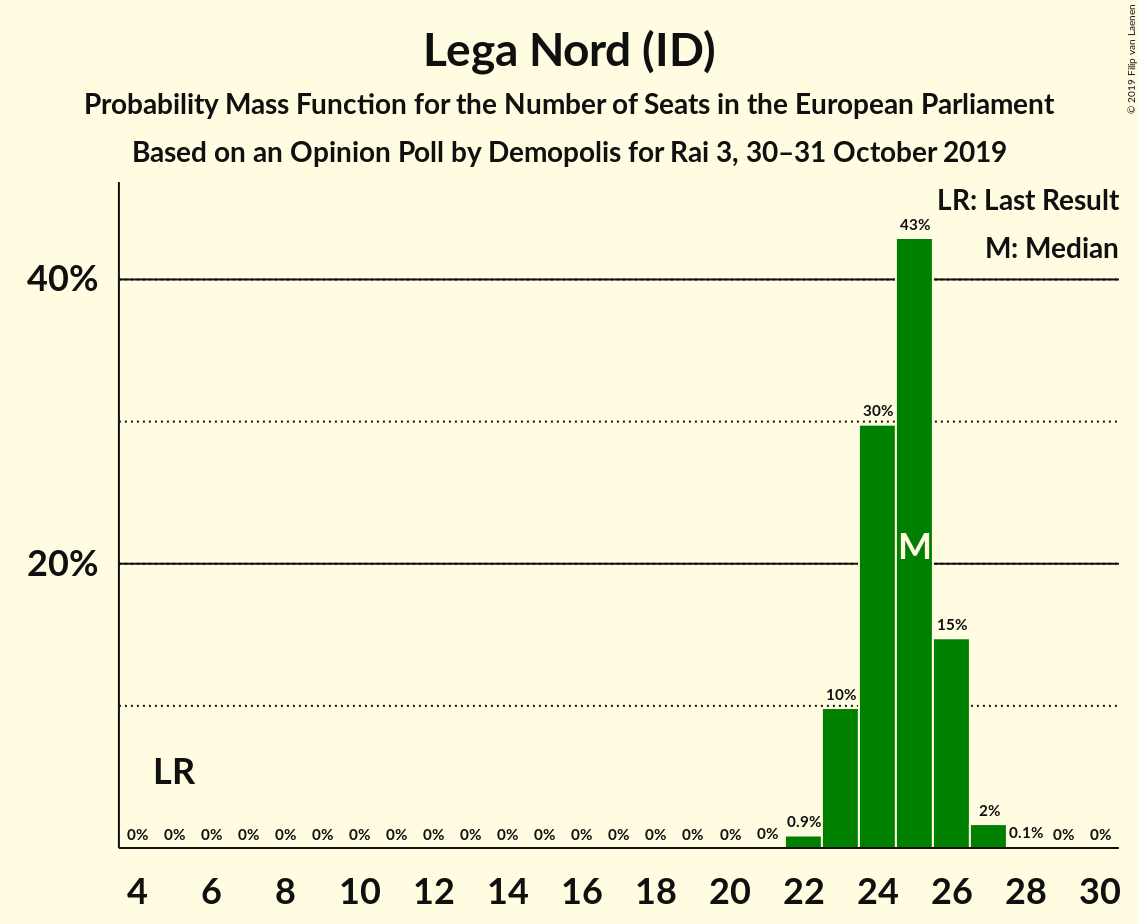 Lega Nord (ID)
Probability Mass Function for the Number of Seats in the European Parliament
Based on an Opinion Poll by Demopolis for Rai 3, 30–31 October 2019
© 2019 Filip van Laenen
LR: Last Result
M: Median
40%
20%
43%
30%
M
15%
10%
LR
0% 0% 0% 0% 0% 0% 0% 0% 0% 0% 0% 0% 0% 0% 0% 0% 0% 0% 0.9% 2% 0.1% 0% 0%
4 6 8 10 12 14 16 18 20 22 24 26 28 30